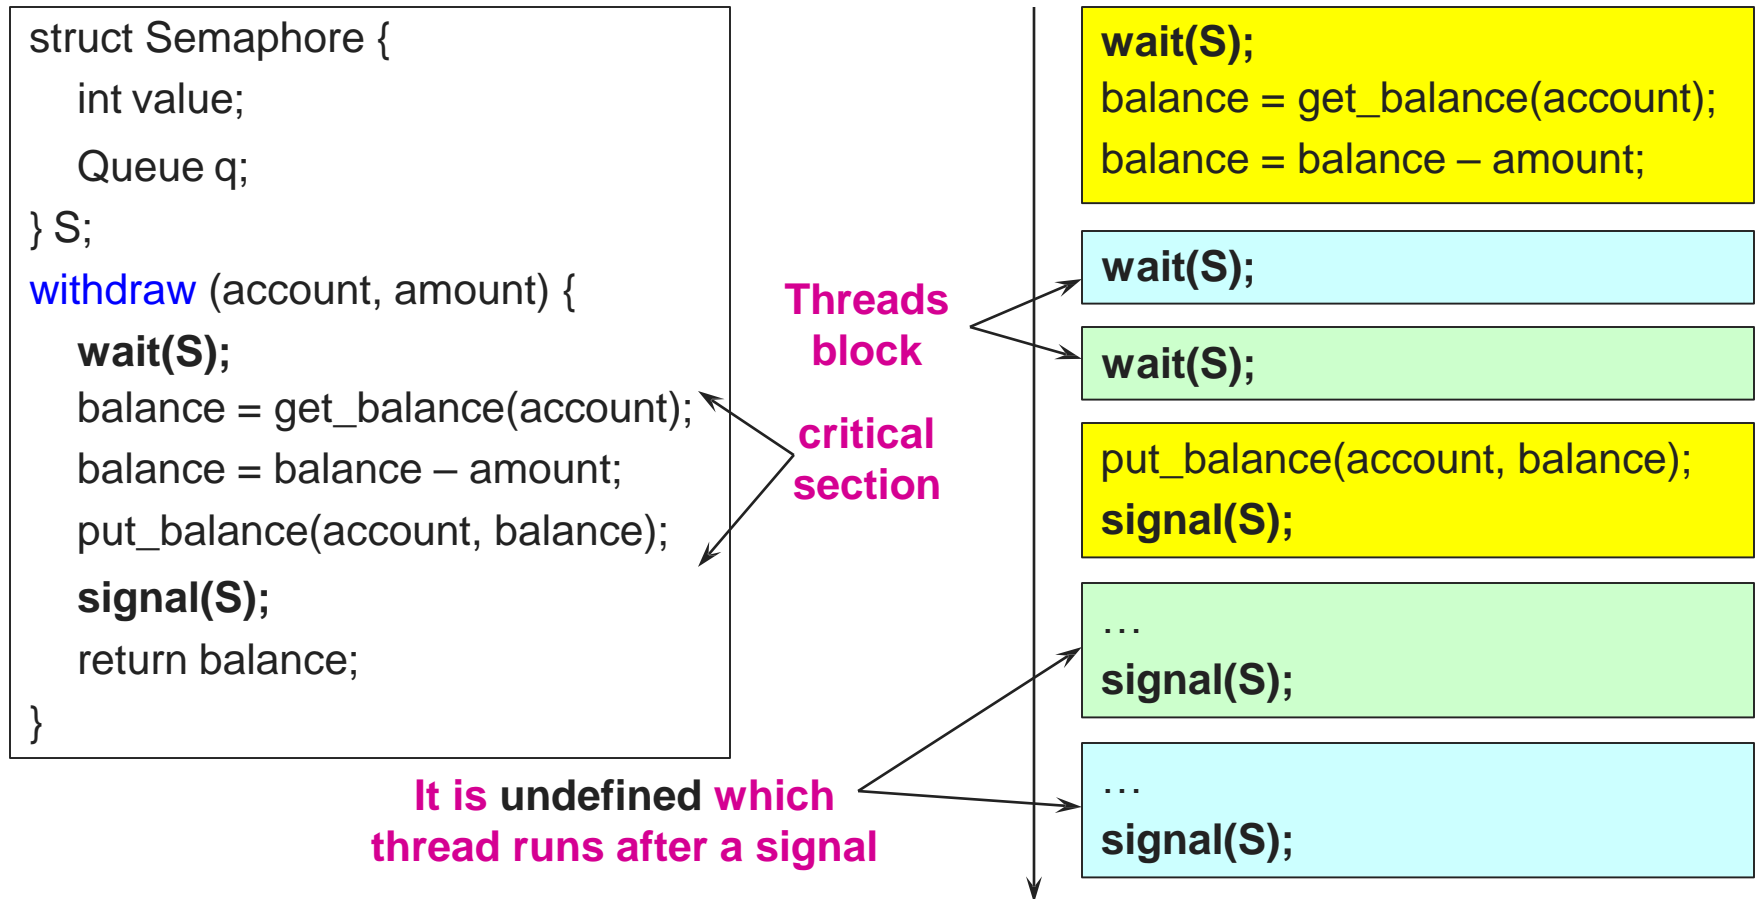 struct Semaphore {
int value;
Queue q;
} S;
withdraw (account, amount) {
wait(S);
balance = get_balance(account);
balance = balance – amount;
put_balance(account, balance);
signal(S);
return balance;
}
Threads
block
critical
section
It is undefined which
thread runs after a signal
wait(S);
balance = get_balance(account);
balance = balance – amount;
wait(S);
wait(S);
put_balance(account, balance);
signal(S);
…
signal(S);
…
signal(S);